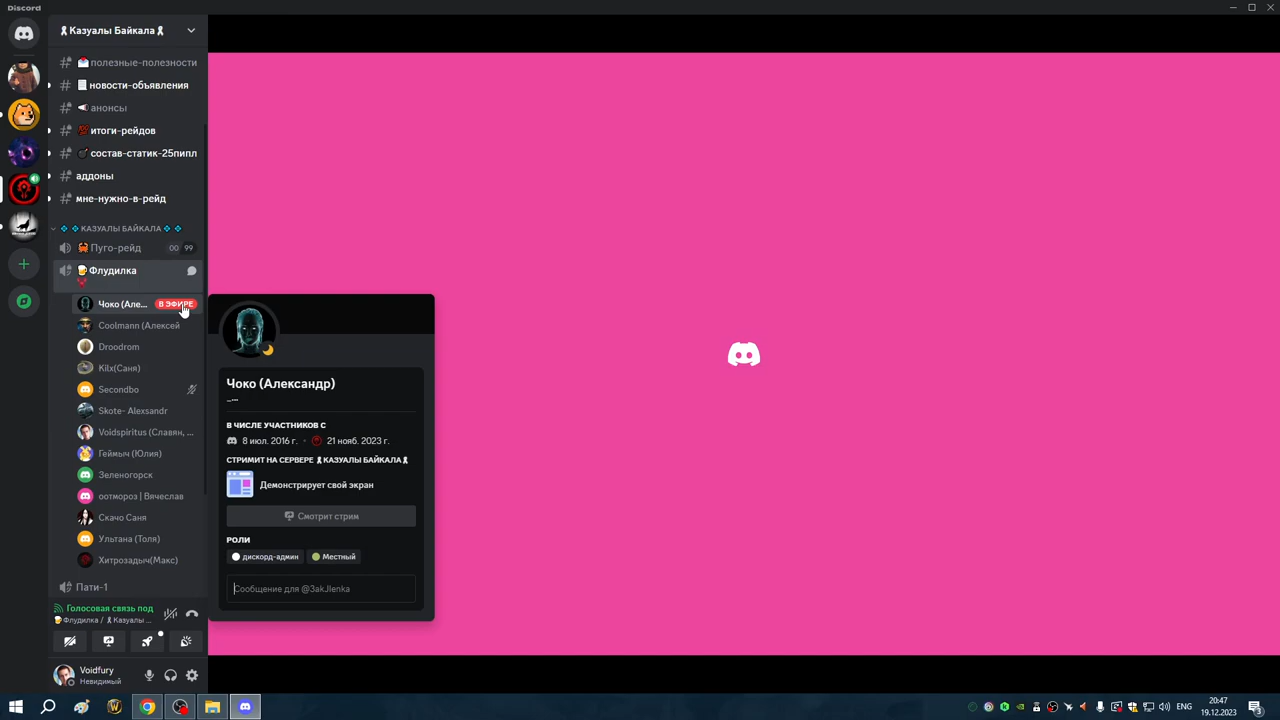 Discord
🎗Казуалы Байкала🎗
полезные-полезности
новости-объявления
анонсы
итоги-рейдов
состав-статик-25пипл
аддоны
мне-нужно-в-рейд
КАЗУАЛЫ БАЙКАЛА
Пуго-рейд 00 99
Флудилка
Чоко (Але... В ЭФИРЕ
Coolmann (Алексей
Droodrom
Kilx(Саня)
Secondbo
Skote- Alexsandr
Voidspiritus (Славян, ...
Геймыч (Юлия)
Зеленогорск
оотмороз | Вячеслав
Скачо Саня
Ультана (Толя)
Хитрозадыч(Макс)
Пати-1
Голосовая связь под
Флудилка / 🎗Казуалы ...
Voidfury
Невидимый
Чоко (Александр)
_...
В ЧИСЛЕ УЧАСТНИКОВ С
8 июл. 2016 г. • 21 нояб. 2023 г.
СТРИМИТ НА СЕРВЕРЕ 🎗КАЗУАЛЫ БАЙКАЛА🎗
Демонстрирует свой экран
Смотрит стрим
РОЛИ
дискорд-админ Местный
Сообщение для @3akJlenka
ENG
20:47
19.12.2023
3